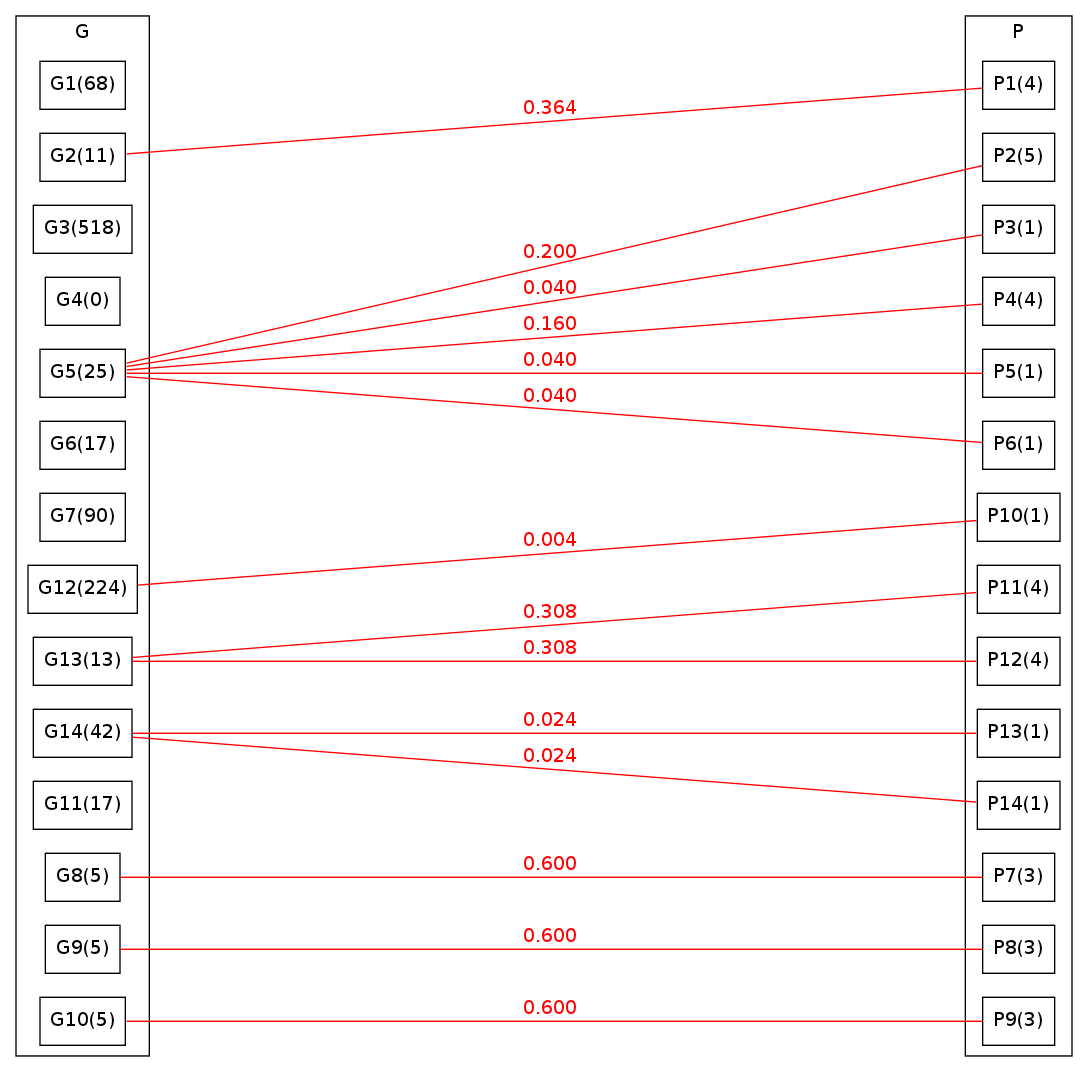 G
P
G1(68)
P1(4)
0.364
G2(11)
P2(5)
G3(518)
P3(1)
0.200
0.040
G4(0)
P4(4)
0.160
0.040
G5(25)
P5(1)
0.040
G6(17)
P6(1)
G7(90)
P10(1)
0.004
G12(224)
P11(4)
0.308
0.308
G13(13)
P12(4)
0.024
G14(42)
P13(1)
0.024
G11(17)
P14(1)
0.600
G8(5)
P7(3)
0.600
G9(5)
P8(3)
0.600
G10(5)
P9(3)